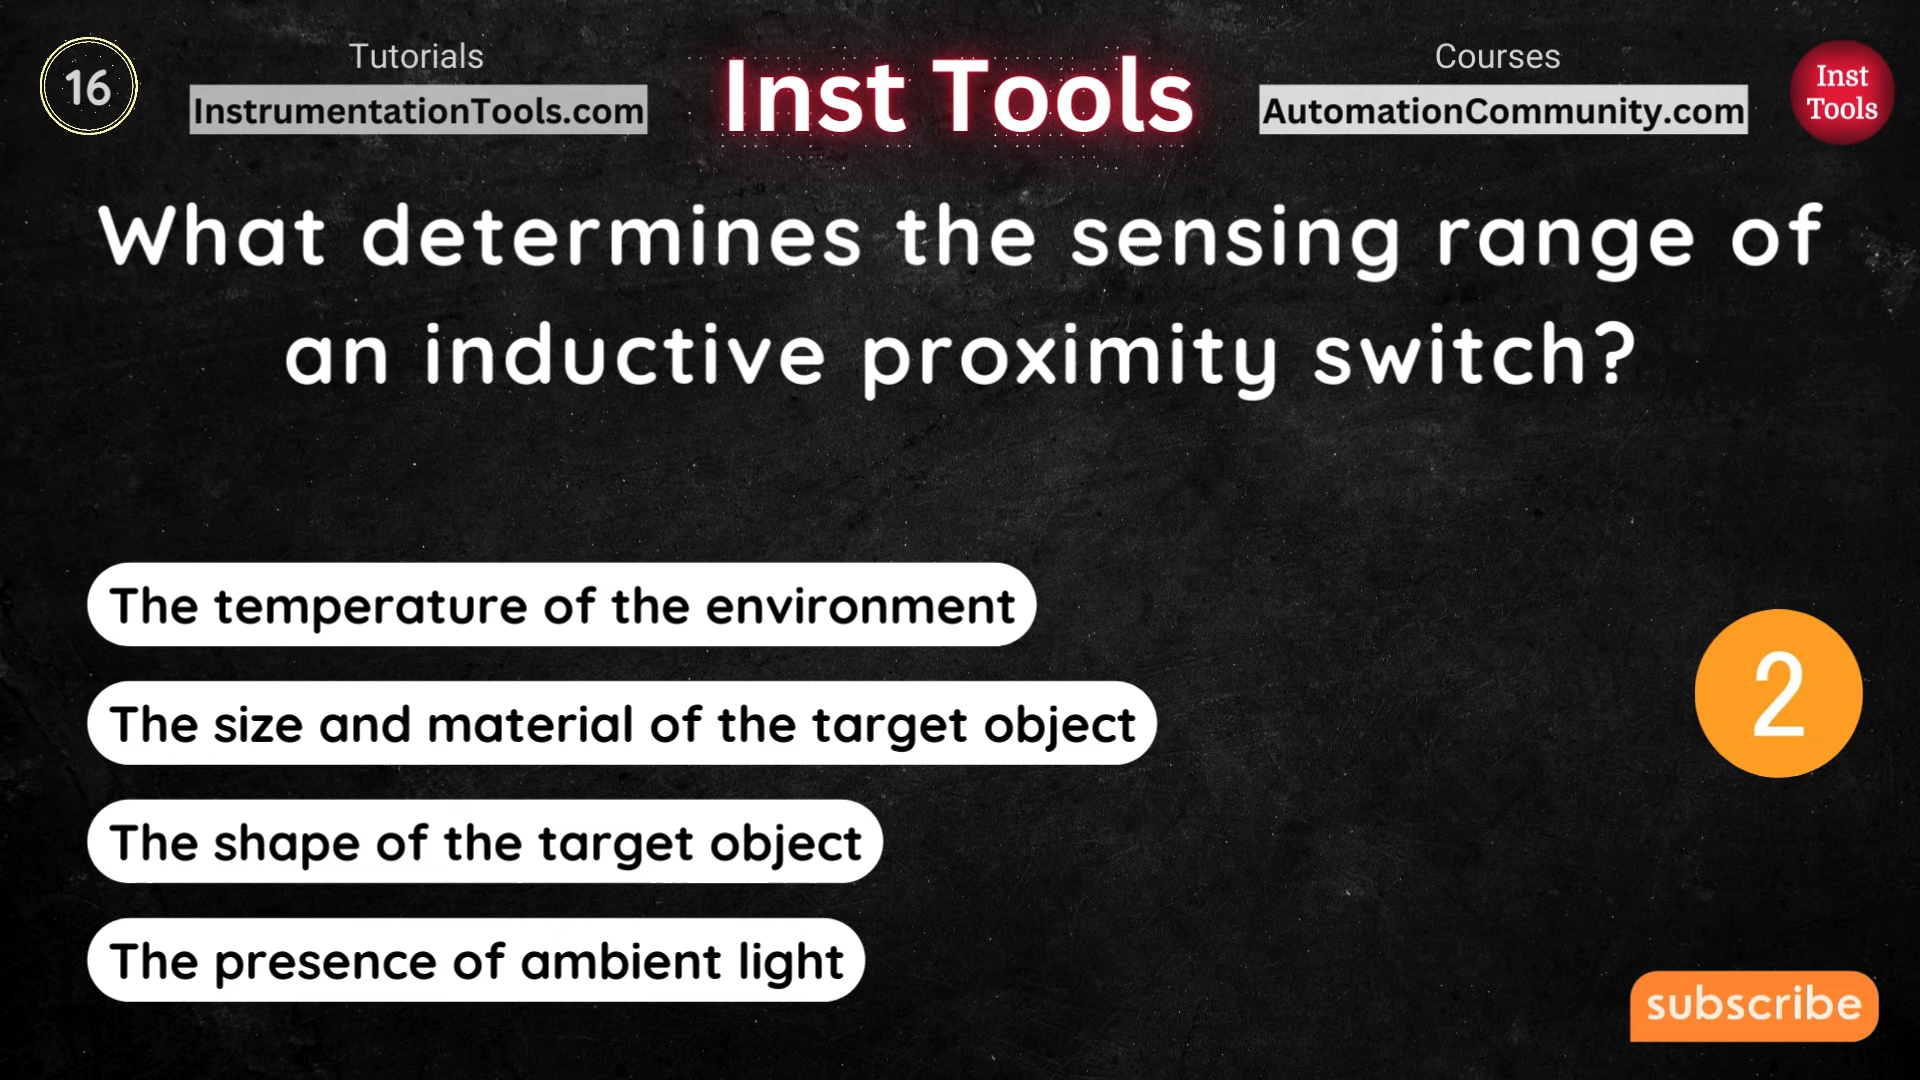 16
Tutorials
InstrumentationTools.com
Inst Tools
Courses
AutomationCommunity.com
Inst
Tools
What determines the sensing range of
an inductive proximity switch?
The temperature of the environment
The size and material of the target object
The shape of the target object
The presence of ambient light
2
subscribe